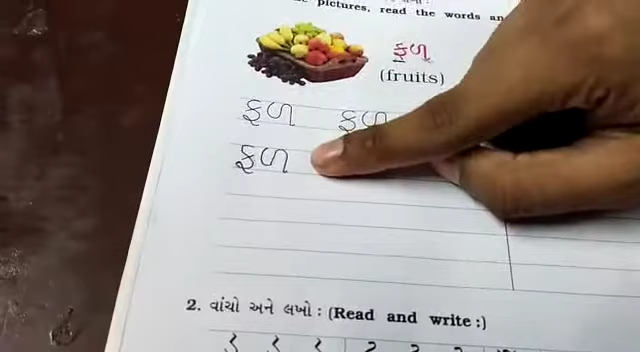 pictures, read the words an
ફળ
(fruits)
ફળ ફળ
ફળ
2. વાંચો અને લખો : (Read and write :)